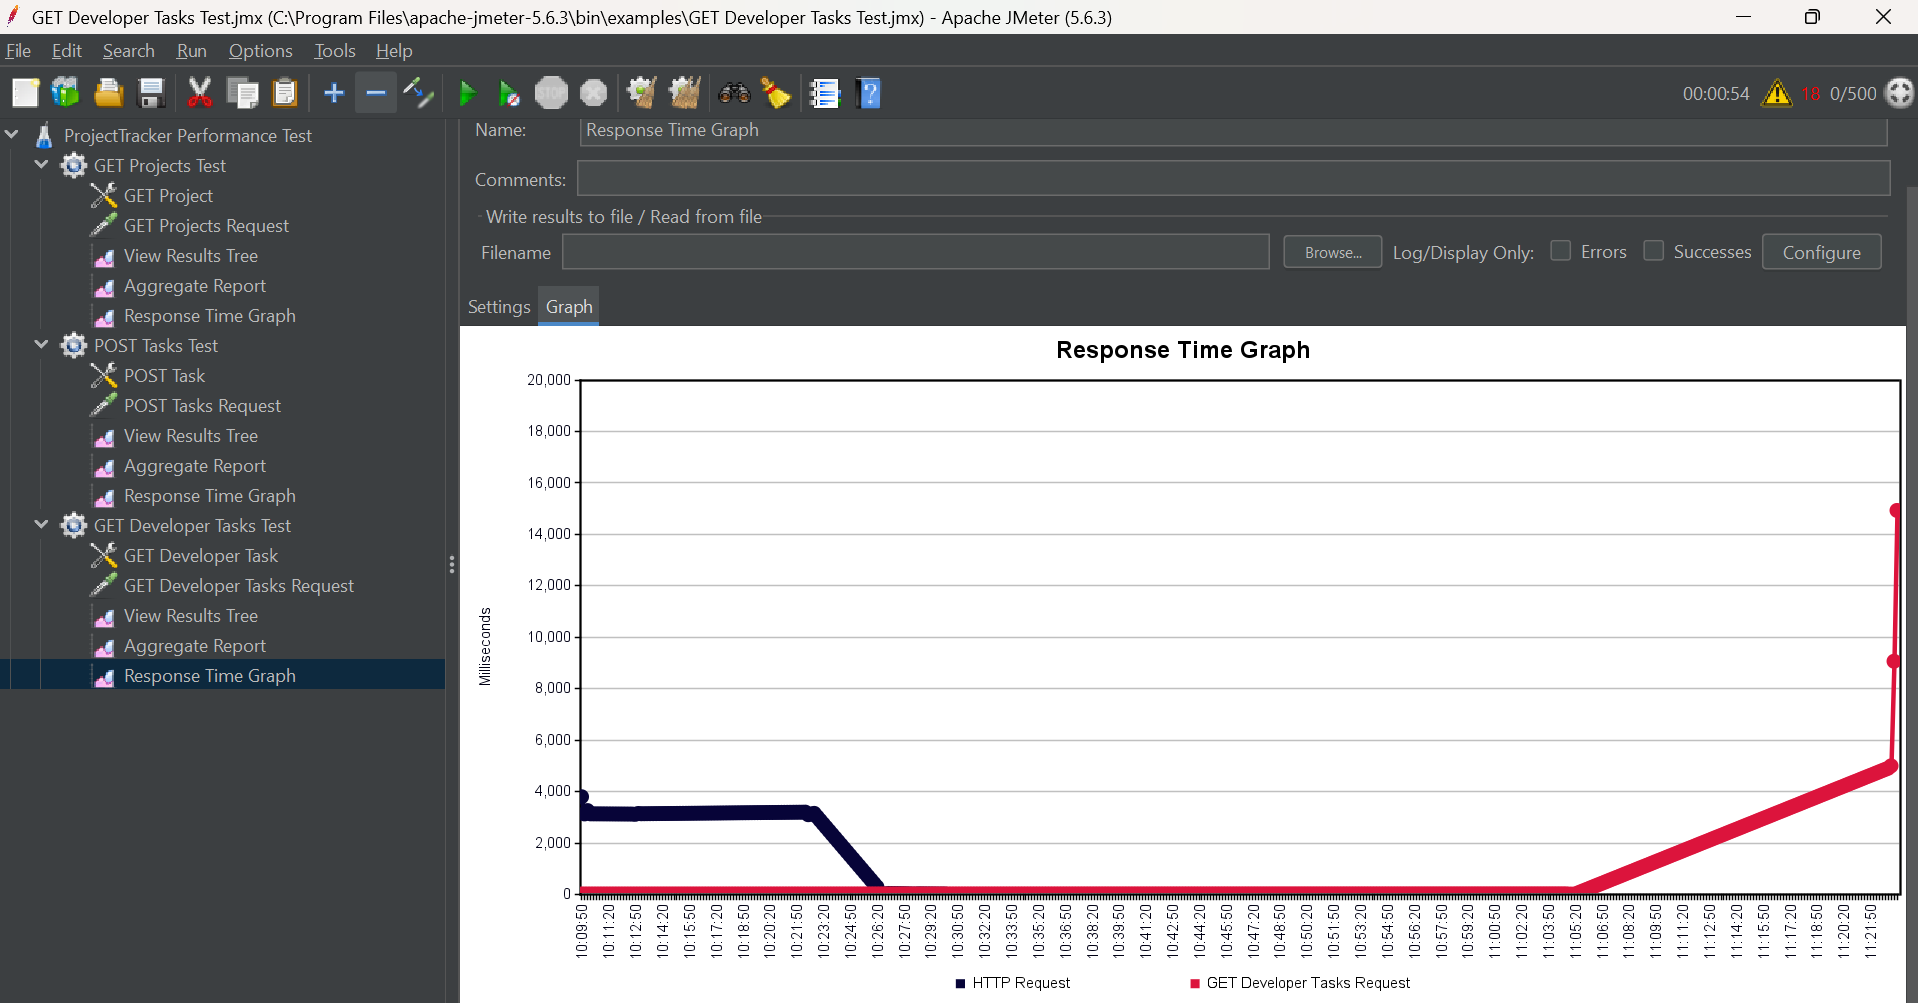 GET Developer Tasks Test.jmx (C:\Program Files\apache-jmeter-5.6.3\bin\examples\GET Developer Tasks Test.jmx) - Apache JMeter (5.6.3)
File Edit Search Run Options Tools Help
STOP
?
00:00:54 18 0/500
ProjectTracker Performance Test
GET Projects Test
GET Project
GET Projects Request
View Results Tree
Aggregate Report
Response Time Graph
POST Tasks Test
POST Task
POST Tasks Request
View Results Tree
Aggregate Report
Response Time Graph
GET Developer Tasks Test
GET Developer Task
GET Developer Tasks Request
View Results Tree
Aggregate Report
Response Time Graph
Name: Response Time Graph
Comments:
Write results to file / Read from file
Filename Browse... Log/Display Only: Errors Successes Configure
Settings Graph
Response Time Graph
Milliseconds
20,000
18,000
16,000
14,000
12,000
10,000
8,000
6,000
4,000
2,000
0
10:09:50 10:11:20 10:12:50 10:14:20 10:15:50 10:17:20 10:18:50 10:20:20 10:21:50 10:23:20 10:24:50 10:26:20 10:27:50 10:29:20 10:30:50 10:32:20 10:33:50 10:35:20 10:36:50 10:38:20 10:39:50 10:41:20 10:42:50 10:44:20 10:45:50 10:47:20 10:48:50 10:50:20 10:51:50 10:53:20 10:54:50 10:56:20 10:57:50 10:59:20 11:00:50 11:02:20 11:03:50 11:05:20 11:06:50 11:08:20 11:09:50 11:11:20 11:12:50 11:14:20 11:15:50 11:17:20 11:18:50 11:20:20 11:21:50
HTTP Request GET Developer Tasks Request